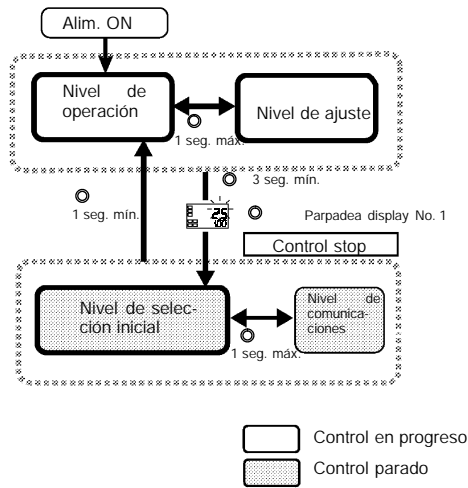 Alim. ON
Nivel de
operación
Nivel de ajuste
1 seg. máx.
3 seg. mín.
1 seg. mín.
25
100
Parpadea display No. 1
Control stop
Nivel de selec-
ción inicial
Nivel de
comunica-
ciones
1 seg. máx.
Control en progreso
Control parado